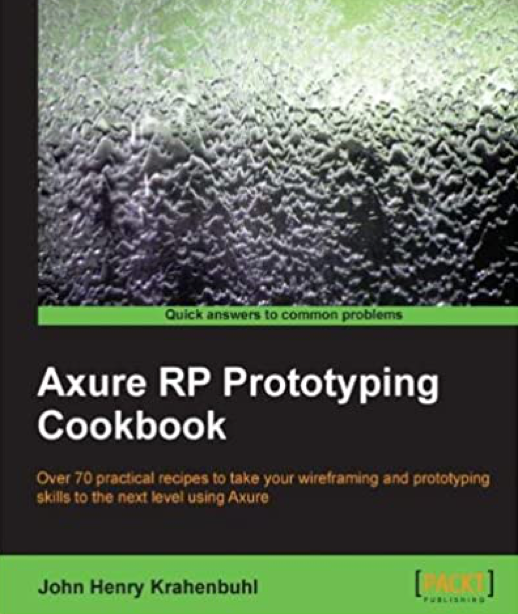 Quick answers to common problems
Axure RP Prototyping
Cookbook
Over 70 practical recipes to take your wireframing and prototyping
skills to the next level using Axure
John Henry Krahenbuhl
[PACKT]
PUBLISHING